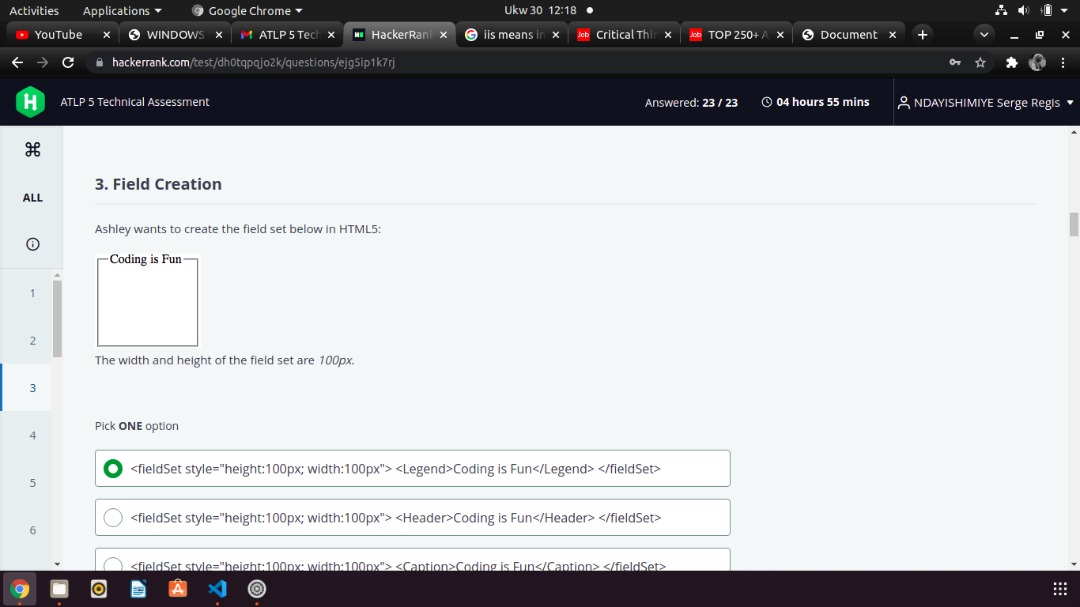 Activities Applications Google Chrome Ukw 30 12:18
YouTube WINDOWS ATLP 5 Tec HackerRan iis means in Critical Thin TOP 250+ A Document
hackerrank.com/test/dh0tqpqjo2k/questions/ejg5ip1k7rj
ATLP 5 Technical Assessment Answered: 23 / 23 04 hours 55 mins NDAYISHIMIYE Serge Regis
ALL
1
2
3
4
5
6
3. Field Creation
Ashley wants to create the field set below in HTML5:
Coding is Fun
The width and height of the field set are 100px.
Pick ONE option
<fieldSet style="height:100px; width:100px"> <Legend>Coding is Fun</Legend> </fieldSet>
<fieldSet style="height:100px; width:100px"> <Header>Coding is Fun</Header> </fieldSet>
<fieldSet style="height:100px; width:100px"> <Caption>Coding is Fun</Caption> </fieldSet>